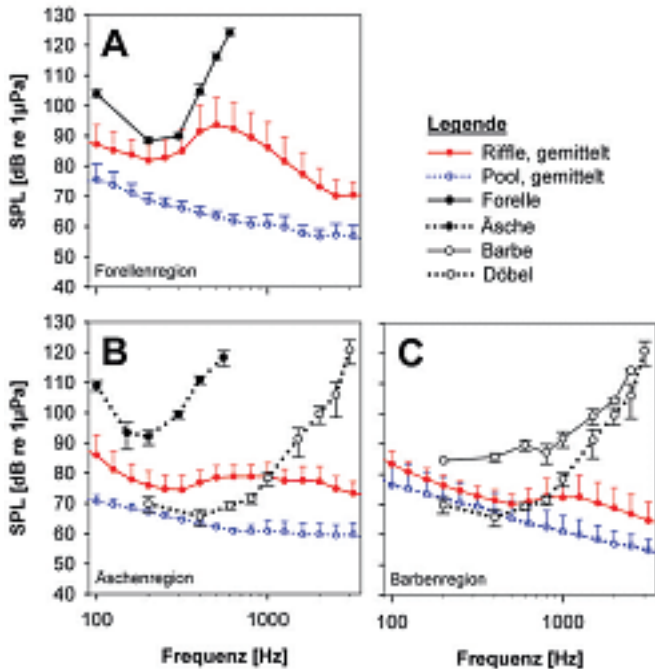 A
130
120
110
100
90
80
70
60
50
40
SPL [dB re 1µPa]
Forellenregion
100
1000
Legende
Riffle, gemittelt
Pool, gemittelt
Forelle
Äsche
Barbe
Döbel
B
130
120
110
100
90
80
70
60
50
40
SPL [dB re 1µPa]
Äschenregion
100
1000
Frequenz [Hz]
C
Barbenregion
100
1000
Frequenz [Hz]